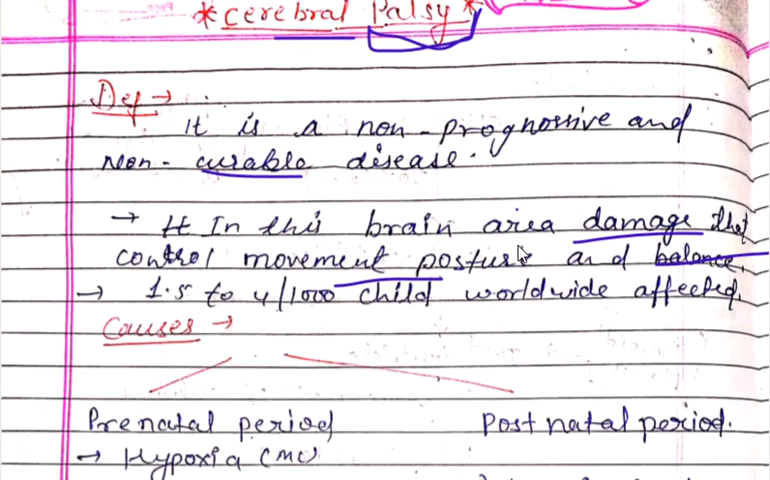 *Cerebral Palsy*
Def →
It is a non-prognossive and
Non-curable disease.
→ It In this brain area damage that
control movement posture and balance.
→ 1.5 to 4/1000 child worldwide affected.
Causes →
Prenatal period
Post natal period.
→ Hypoxia (MC)